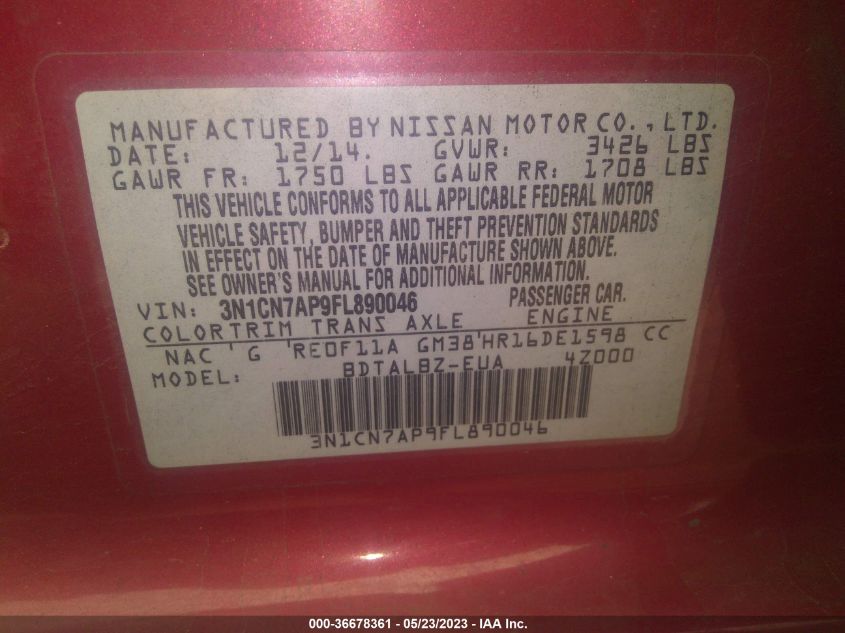 MANUFACTURED BY NISSAN MOTOR CO., LTD.
DATE: 12/14. GVWR: 3426 LBS
GAWR FR: 1750 LBS GAWR RR: 1708 LBS
THIS VEHICLE CONFORMS TO ALL APPLICABLE FEDERAL MOTOR
VEHICLE SAFETY, BUMPER AND THEFT PREVENTION STANDARDS
IN EFFECT ON THE DATE OF MANUFACTURE SHOWN ABOVE.
SEE OWNER'S MANUAL FOR ADDITIONAL INFORMATION.
VIN: 3N1CN7AP9FL890046 PASSENGER CAR.
COLORTRIM TRANS AXLE ENGINE
NAC ' G 'RE0F11A GM38'HR16DE1598 CC
MODEL: BDTALBZ-EUA 4Z000
3N1CN7AP9FL890046
000-36678361 - 05/23/2023 - IAA Inc.